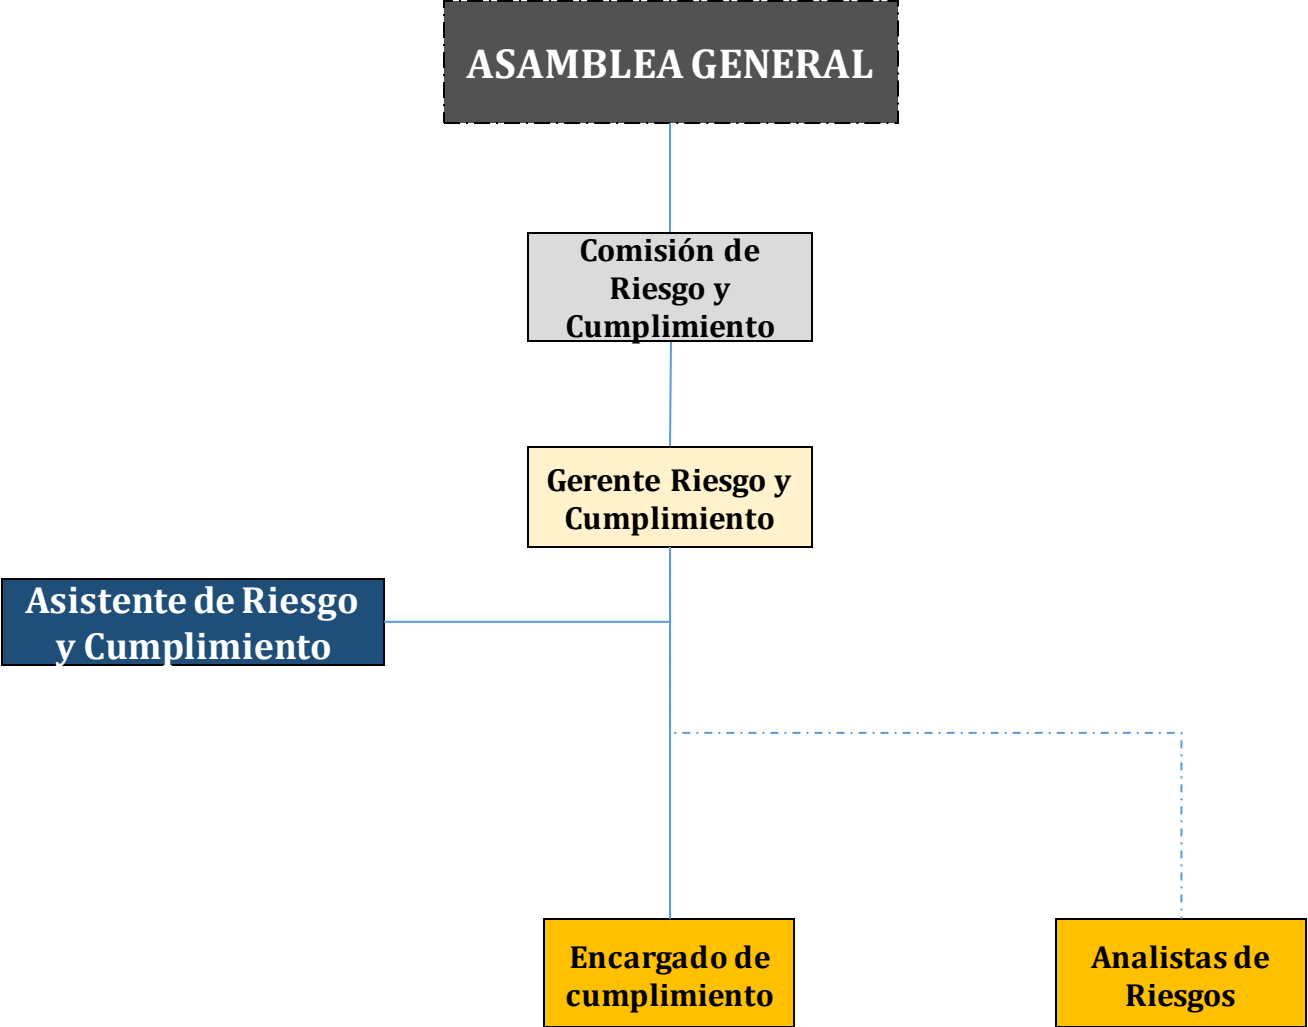 ASAMBLEA GENERAL
Comisión de
Riesgo y
Cumplimiento
Gerente Riesgo y
Cumplimiento
Asistente de Riesgo
y Cumplimiento
Encargado de
cumplimiento
Analistas de
Riesgos